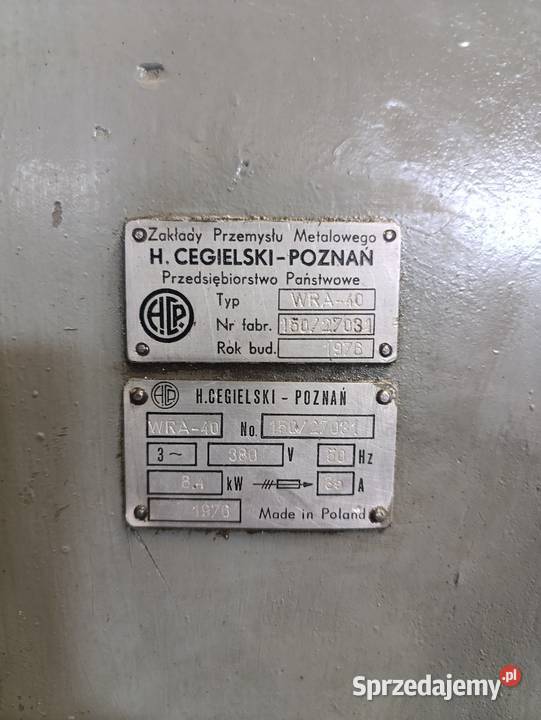 Zakłady Przemysłu Metalowego
H. CEGIELSKI-POZNAŃ
Przedsiębiorstwo Państwowe
HCP
Typ WRA-40
Nr fabr. 150/27031
Rok bud. 1976
HCP H.CEGIELSKI - POZNAŃ
WRA-40 No. 150/27031
3~ 380 V 50 Hz
kW A
1976 Made in Poland
Sprzedajemy.pl